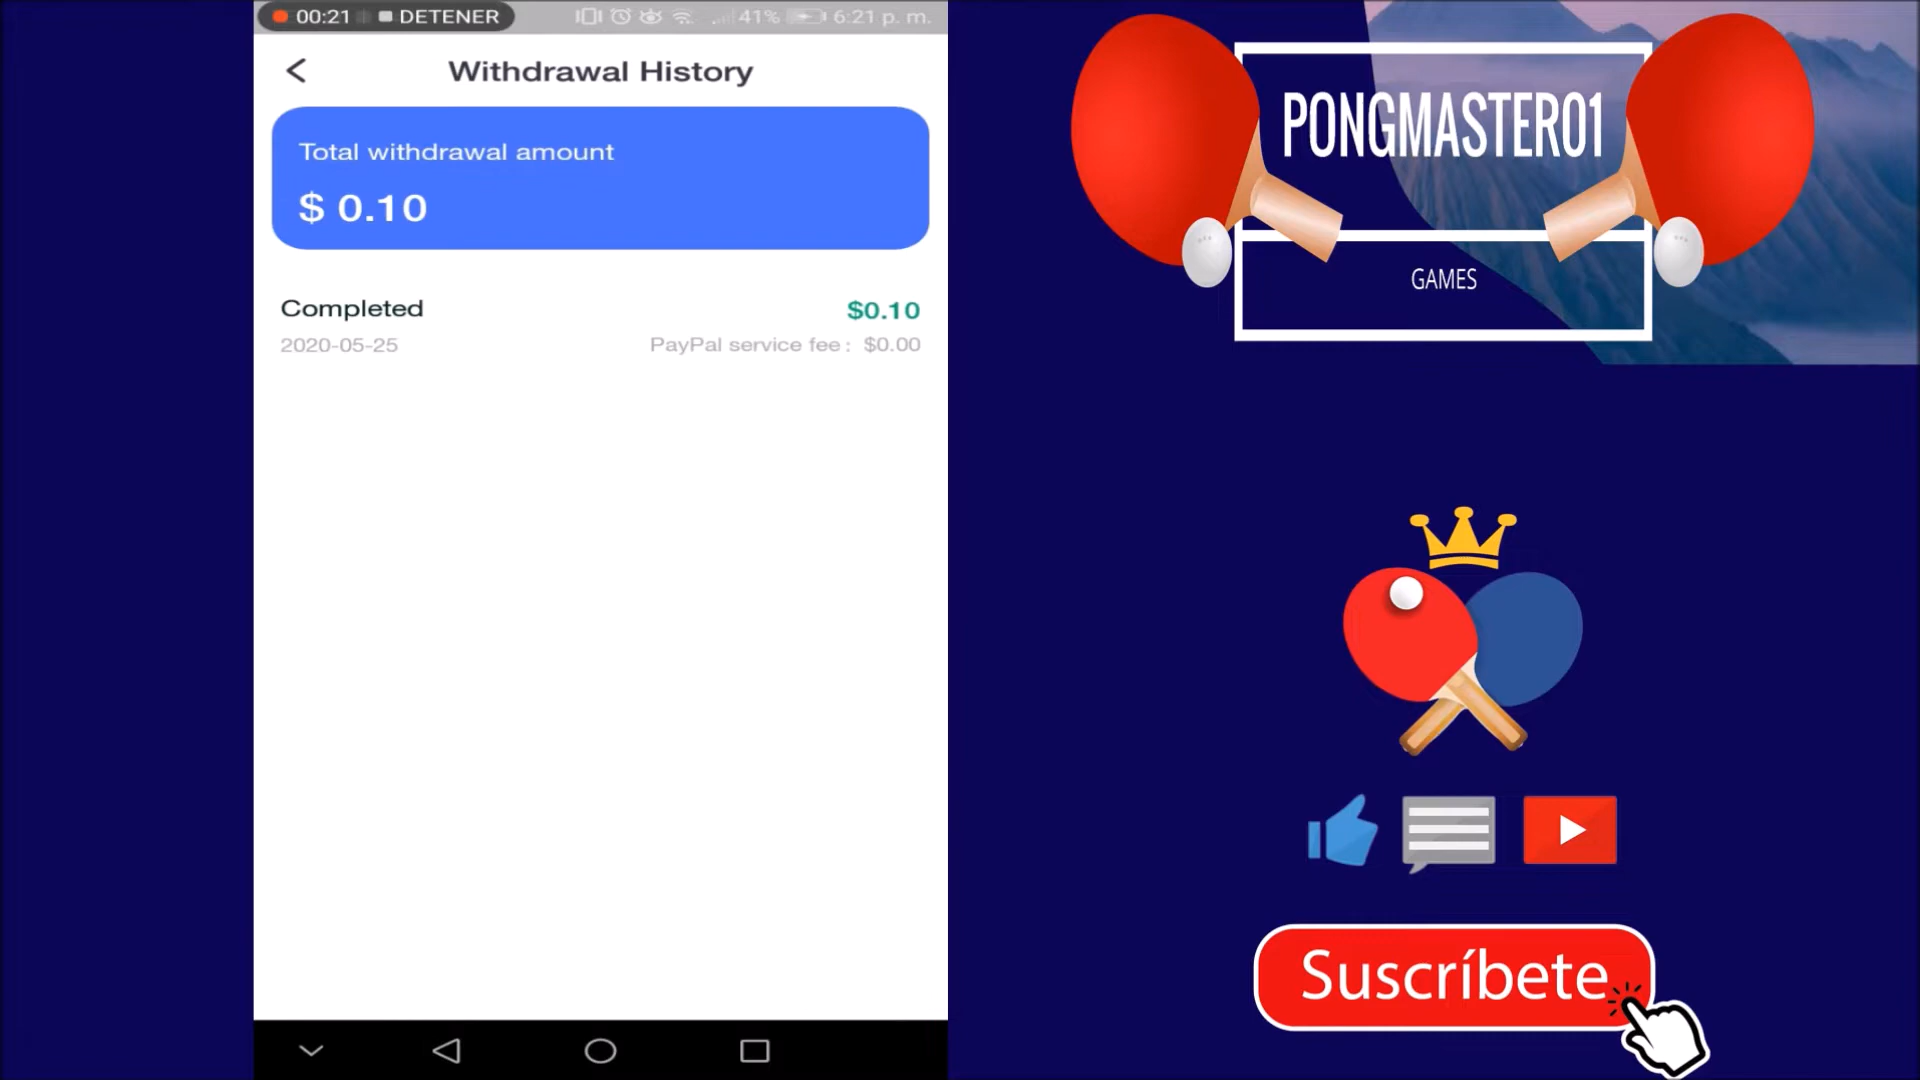 00:21 DETENER 41% 6:21 p. m.
Withdrawal History
Total withdrawal amount
$ 0.10
Completed $0.10
2020-05-25 PayPal service fee : $0.00
PONGMASTER01
GAMES
Suscríbete